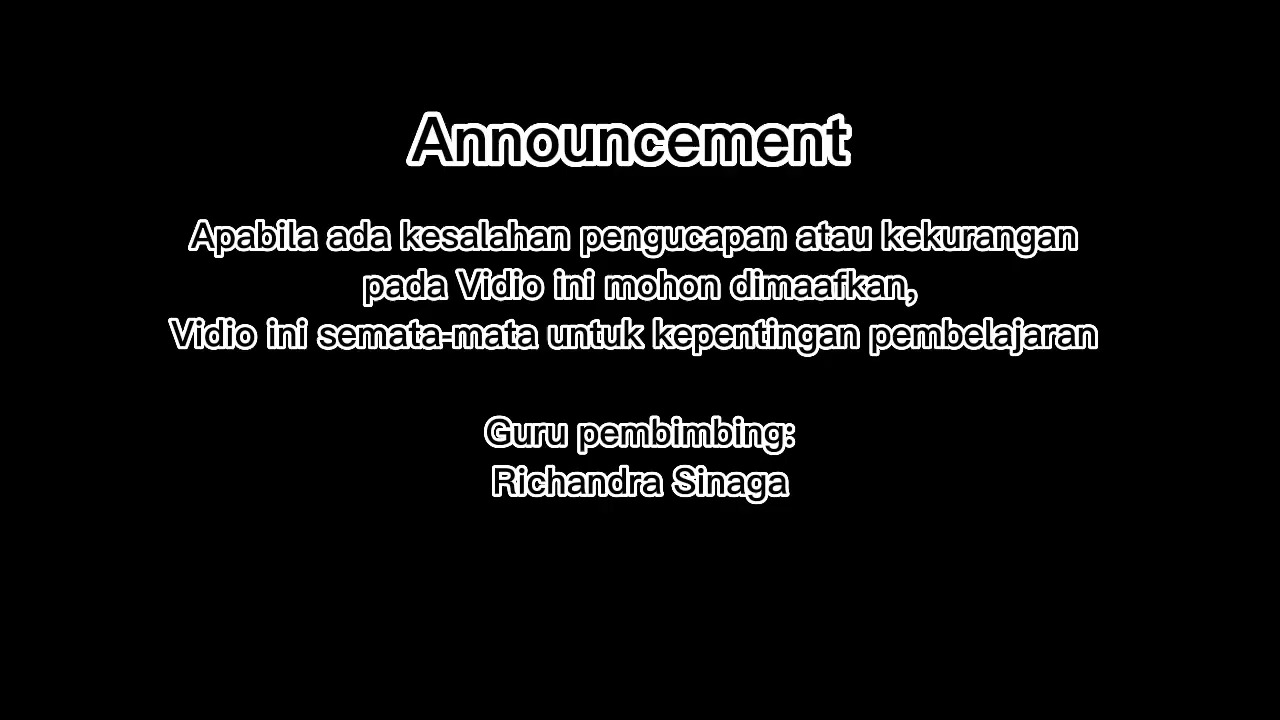 Announcement
Apabila ada kesalahan pengucapan atau kekurangan
pada Vidio ini mohon dimaafkan,
Vidio ini semata-mata untuk kepentingan pembelajaran
Guru pembimbing:
Richandra Sinaga